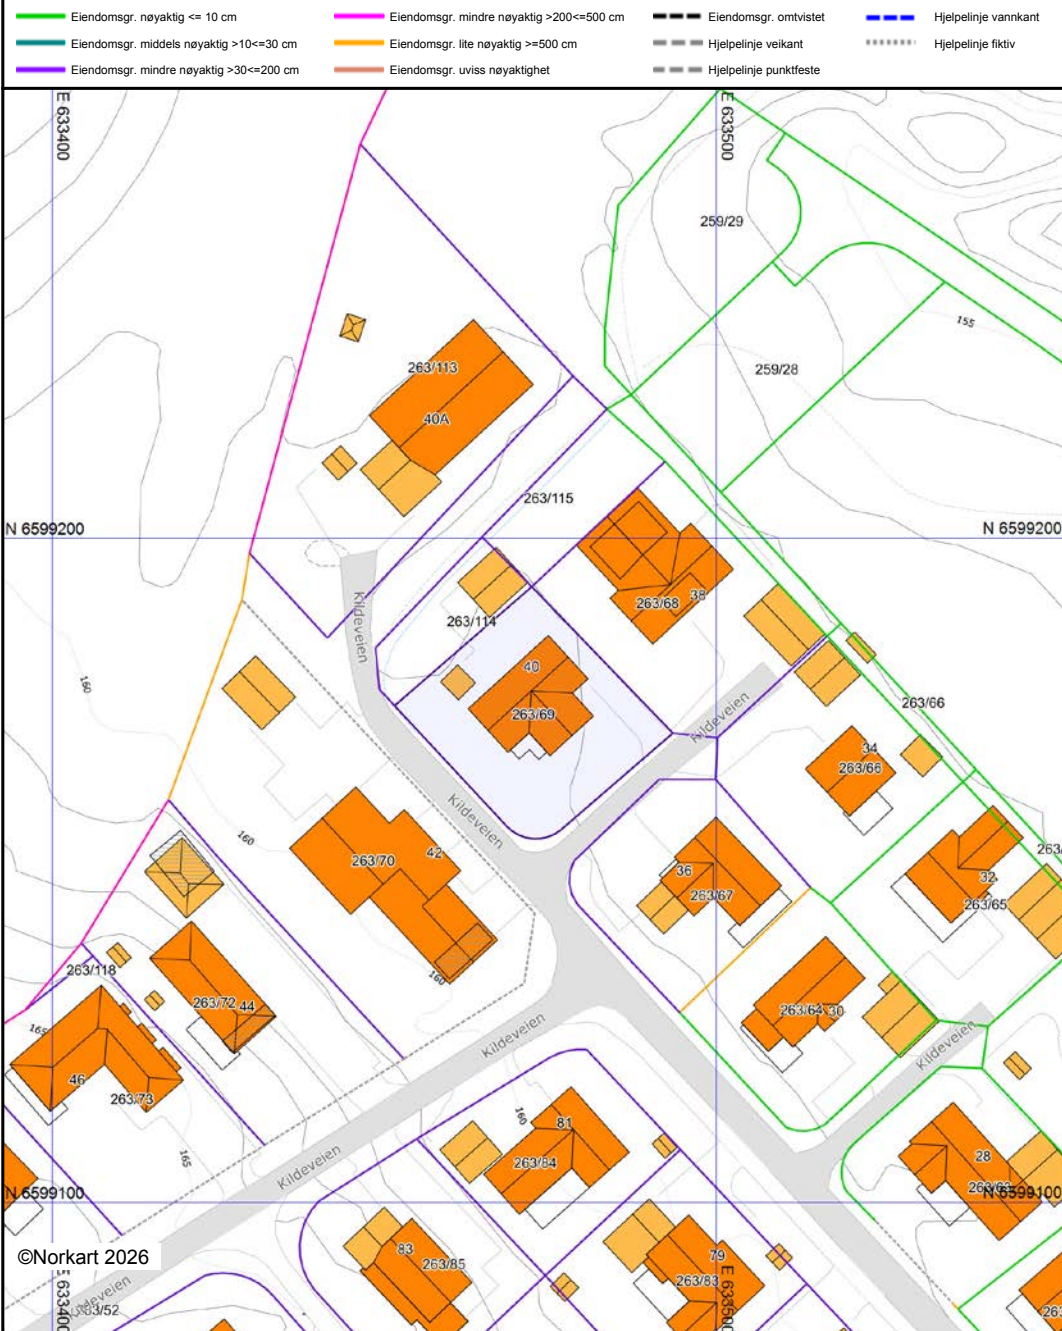 Eiendomsgr. nøyaktig <= 10 cm
Eiendomsgr. middels nøyaktig >10<=30 cm
Eiendomsgr. mindre nøyaktig >30<=200 cm
Eiendomsgr. mindre nøyaktig >200<=500 cm
Eiendomsgr. lite nøyaktig >=500 cm
Eiendomsgr. uviss nøyaktighet
Eiendomsgr. omtvistet
Hjelpelinje veikant
Hjelpelinje punktfeste
Hjelpelinje vannkant
Hjelpelinje fiktiv
E 633400
E 633500
259/29
155
263/113
259/28
40A
263/115
N 6599200
N 6599200
Kildeveien
38
263/68
263/114
40
160
263/69
Kildeveien
263/66
34
263/66
Kildeveien
160
42
263/70
36
263/67
32
263/65
263/
263/118
160
263/72 44
263/64 30
165
Kildeveien
Kildeveien
46
263/73
160
81
263/84
28
Kildeveien
165
N 6599100
N 6599100
83
263/85
79
263/83
©Norkart 2026
E 633400
E 633500
Kildeveien